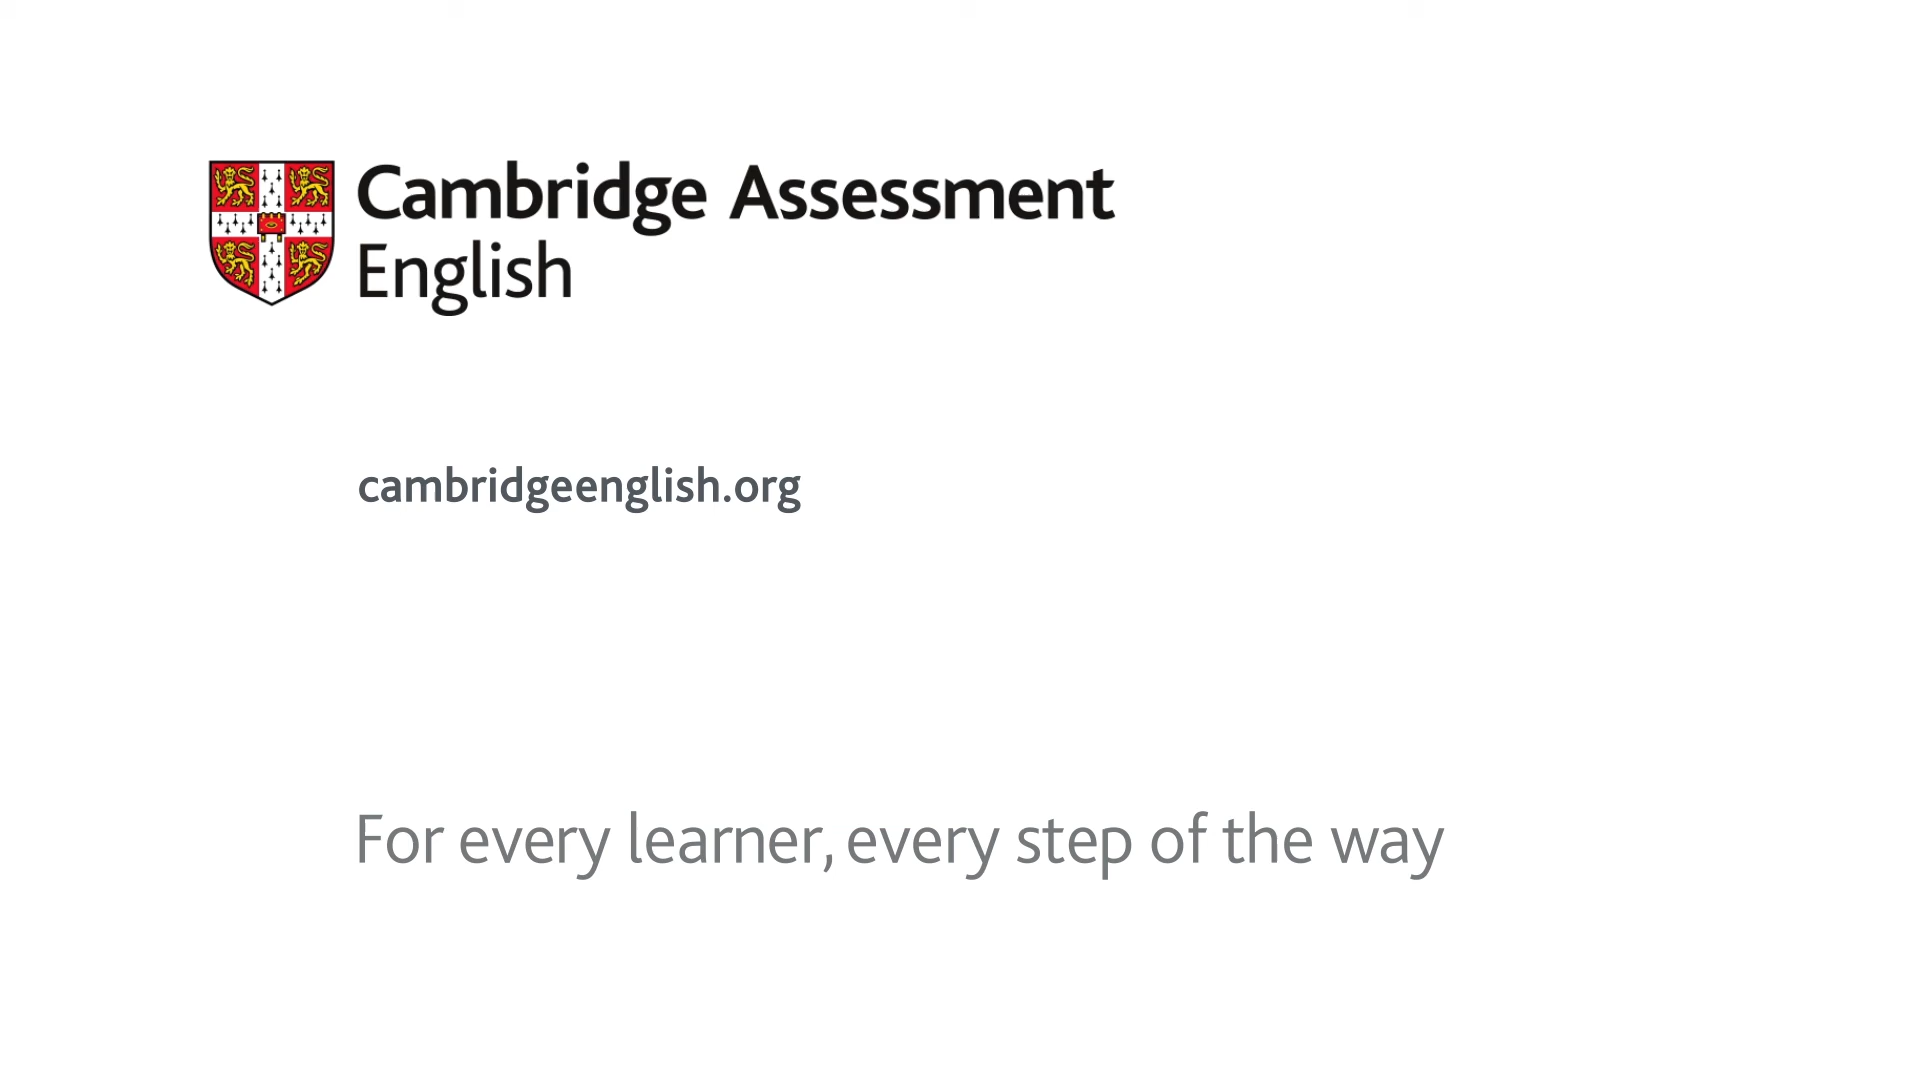 Cambridge Assessment
English
cambridgeenglish.org
For every learner, every step of the way